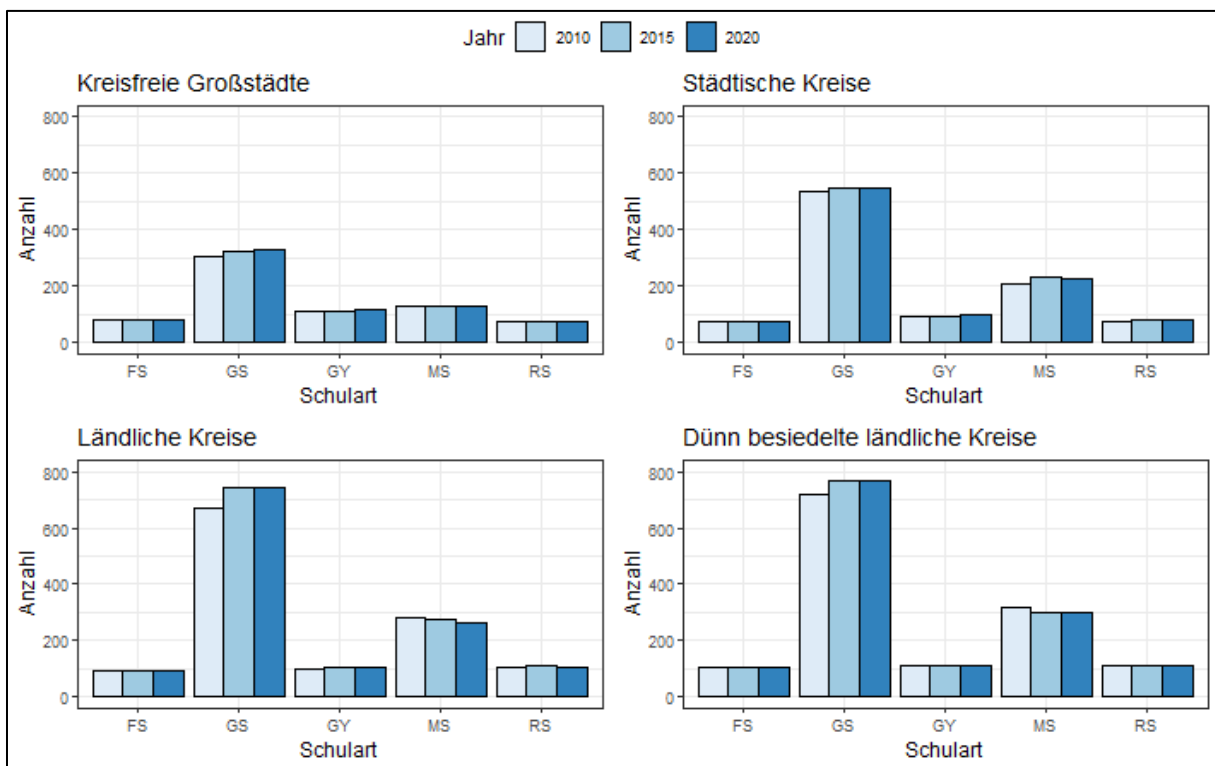 Jahr 2010 2015 2020
Kreisfreie Großstädte
Anzahl
800
600
400
200
0
FS GS GY MS RS
Schulart
Städtische Kreise
Anzahl
800
600
400
200
0
FS GS GY MS RS
Schulart
Ländliche Kreise
Anzahl
800
600
400
200
0
FS GS GY MS RS
Schulart
Dünn besiedelte ländliche Kreise
Anzahl
800
600
400
200
0
FS GS GY MS RS
Schulart